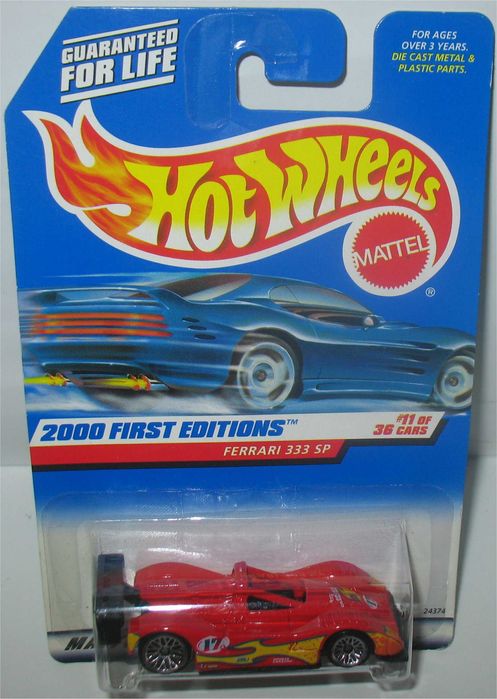 GUARANTEED
FOR LIFE
FOR AGES
OVER 3 YEARS.
DIE CAST METAL &
PLASTIC PARTS.
HOT WHEELS
MATTEL
®
2000 FIRST EDITIONS™
#11 OF
36 CARS
FERRARI 333 SP
24374
17